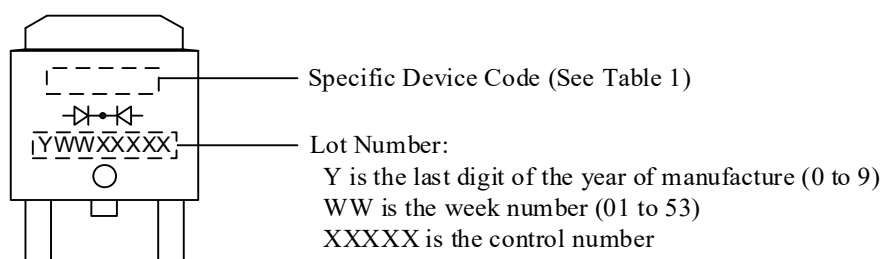 Specific Device Code (See Table 1)
YWWXXXXX
Lot Number:
Y is the last digit of the year of manufacture (0 to 9)
WW is the week number (01 to 53)
XXXXX is the control number